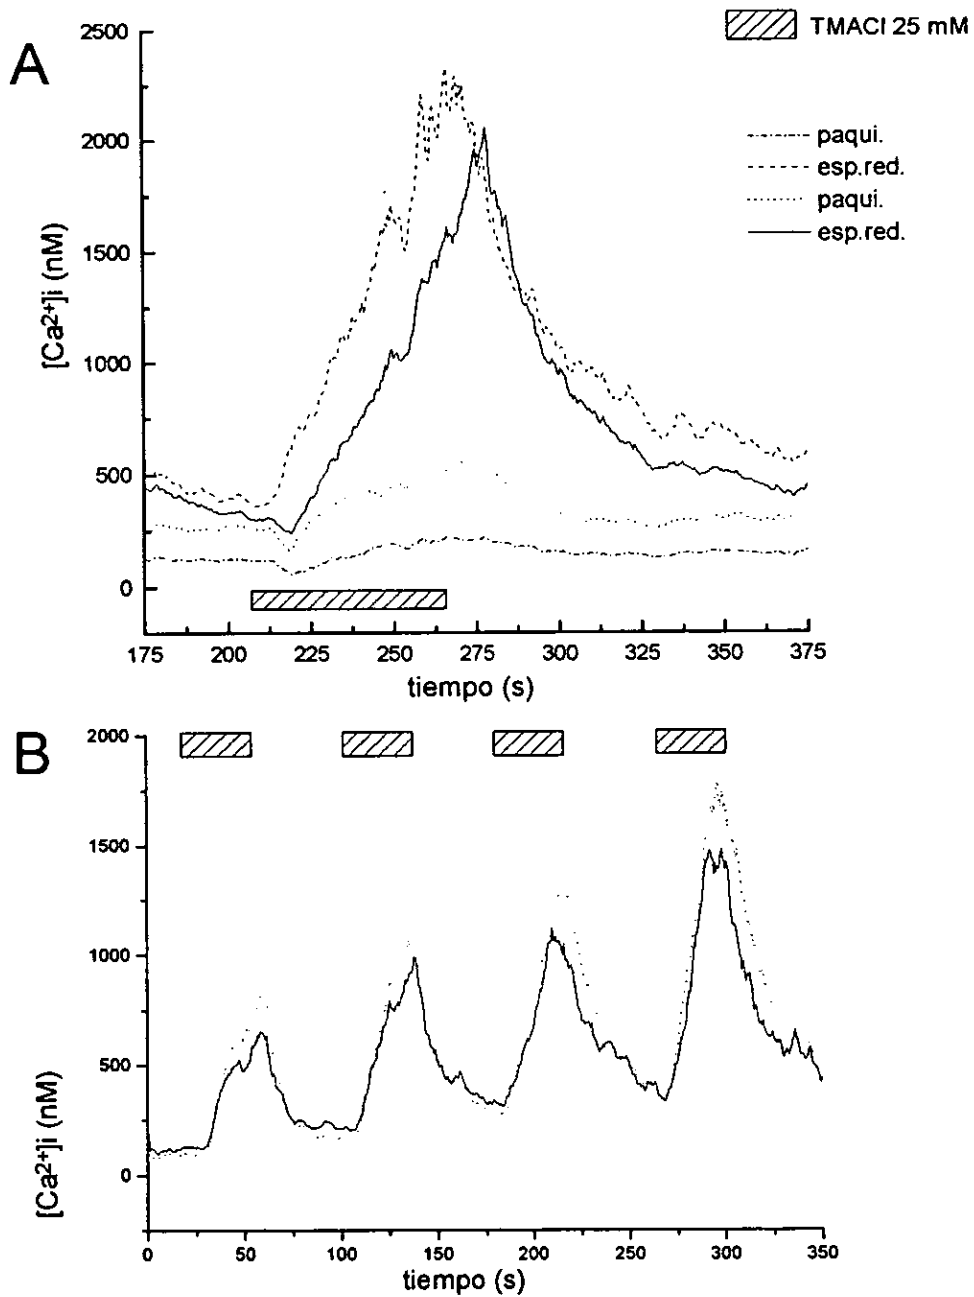 TMACl 25 mM
A
2500
2000
1500
1000
500
0
[Ca2+]i (nM)
paqui.
esp.red.
paqui.
esp.red.
175 200 225 250 275 300 325 350 375
tiempo (s)
B
2000
1500
1000
500
0
[Ca2+]i (nM)
0 50 100 150 200 250 300 350
tiempo (s)